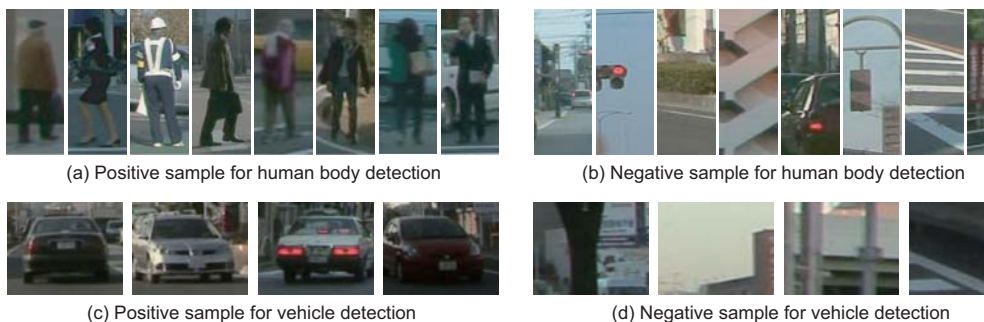 (a) Positive sample for human body detection
(b) Negative sample for human body detection
(c) Positive sample for vehicle detection
(d) Negative sample for vehicle detection